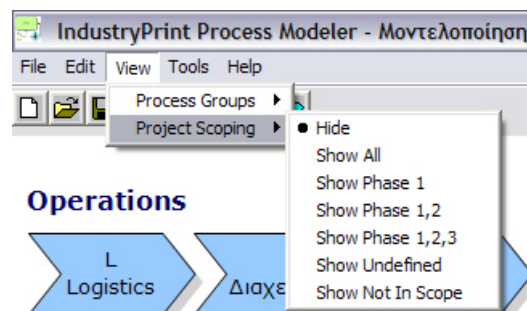 IndustryPrint Process Modeler - Μοντελοποίηση
File Edit View Tools Help
Process Groups
Project Scoping
Hide
Show All
Show Phase 1
Show Phase 1,2
Show Phase 1,2,3
Show Undefined
Show Not In Scope
Operations
L
Logistics
Διαχε